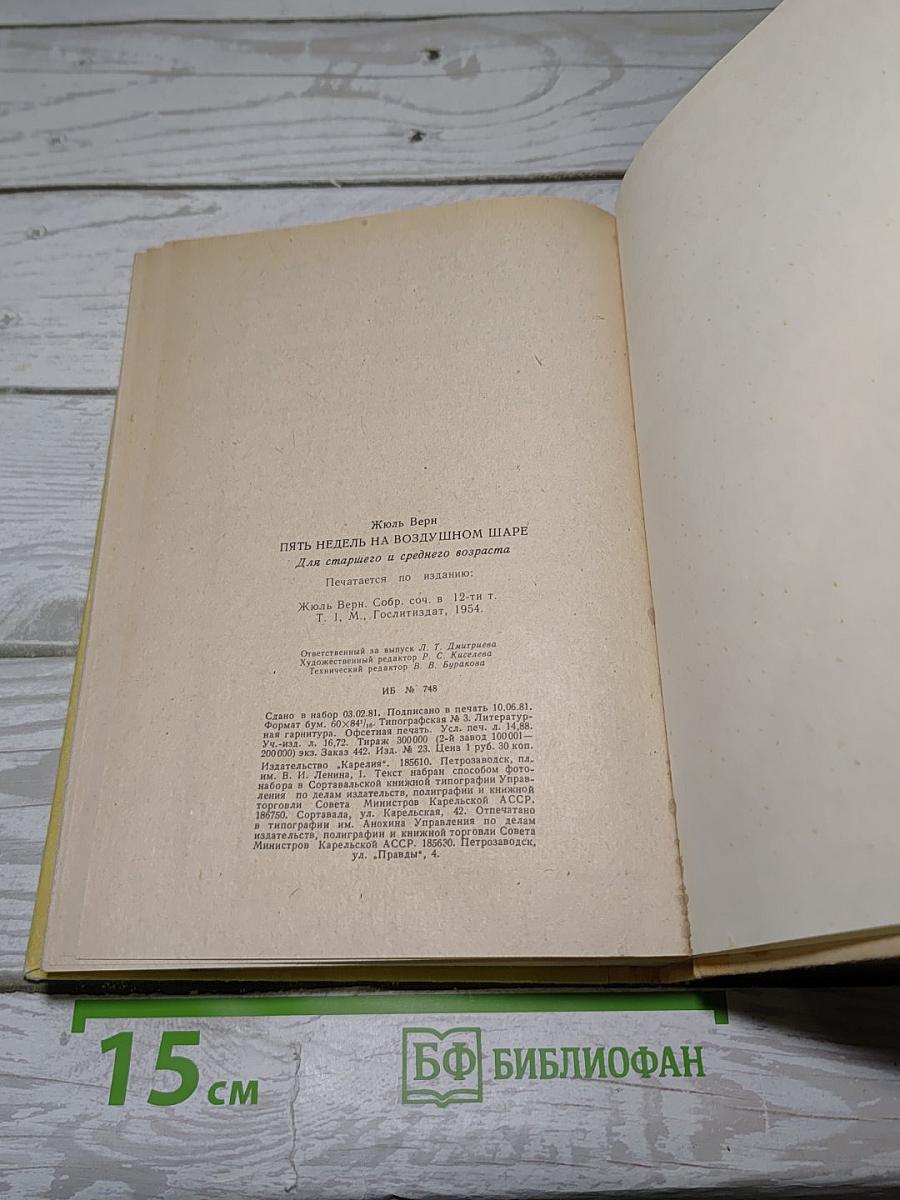 Жюль Верн
ПЯТЬ НЕДЕЛЬ НА ВОЗДУШНОМ ШАРЕ
Для старшего и среднего возраста
Печатается по изданию:
Жюль Верн. Собр. соч. в 12-ти т.
Т. 1, М., Гослитиздат, 1954.
Ответственный за выпуск Л. Т. Дмитриева
Художественный редактор Р. С. Киселева
Технический редактор В. В. Буракова
ИБ № 748
Сдано в набор 03.02.81. Подписано в печать 10.06.81.
Формат бум. 60×84¹/₁₆. Типографская № 3. Литератур-
ная гарнитура. Офсетная печать. Усл. печ. л. 14,88.
Уч.-изд. л. 16,72. Тираж 300000 (2-й завод 100001—
200000) экз. Заказ 442. Изд. № 23. Цена 1 руб. 30 коп.
Издательство „Карелия". 185610. Петрозаводск, пл.
им. В. И. Ленина, 1. Текст набран способом фото-
набора в Сортавальской книжной типографии Управ-
ления по делам издательств, полиграфии и книжной
торговли Совета Министров Карельской АССР.
186750. Сортавала, ул. Карельская, 42. Отпечатано
в типографии им. Анохина Управления по делам
издательств, полиграфии и книжной торговли Совета
Министров Карельской АССР. 185630. Петрозаводск,
ул. „Правды", 4.
15 см
БФ БИБЛИОФАН